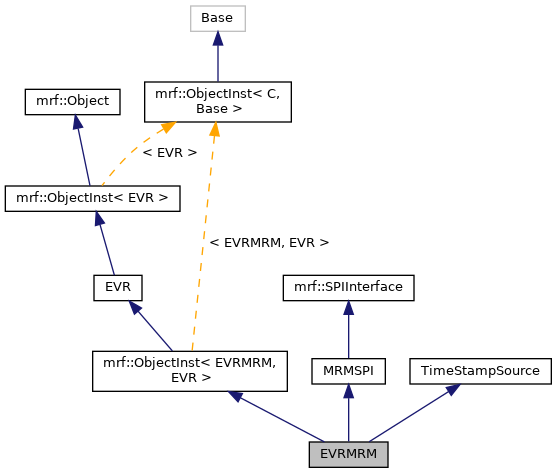 Base
mrf::ObjectInst< C,
Base >
mrf::Object
< EVR >
mrf::ObjectInst< EVR >
< EVRMRM, EVR >
EVR
mrf::SPIInterface
mrf::ObjectInst< EVRMRM,
EVR >
MRMSPI
TimeStampSource
EVRMRM